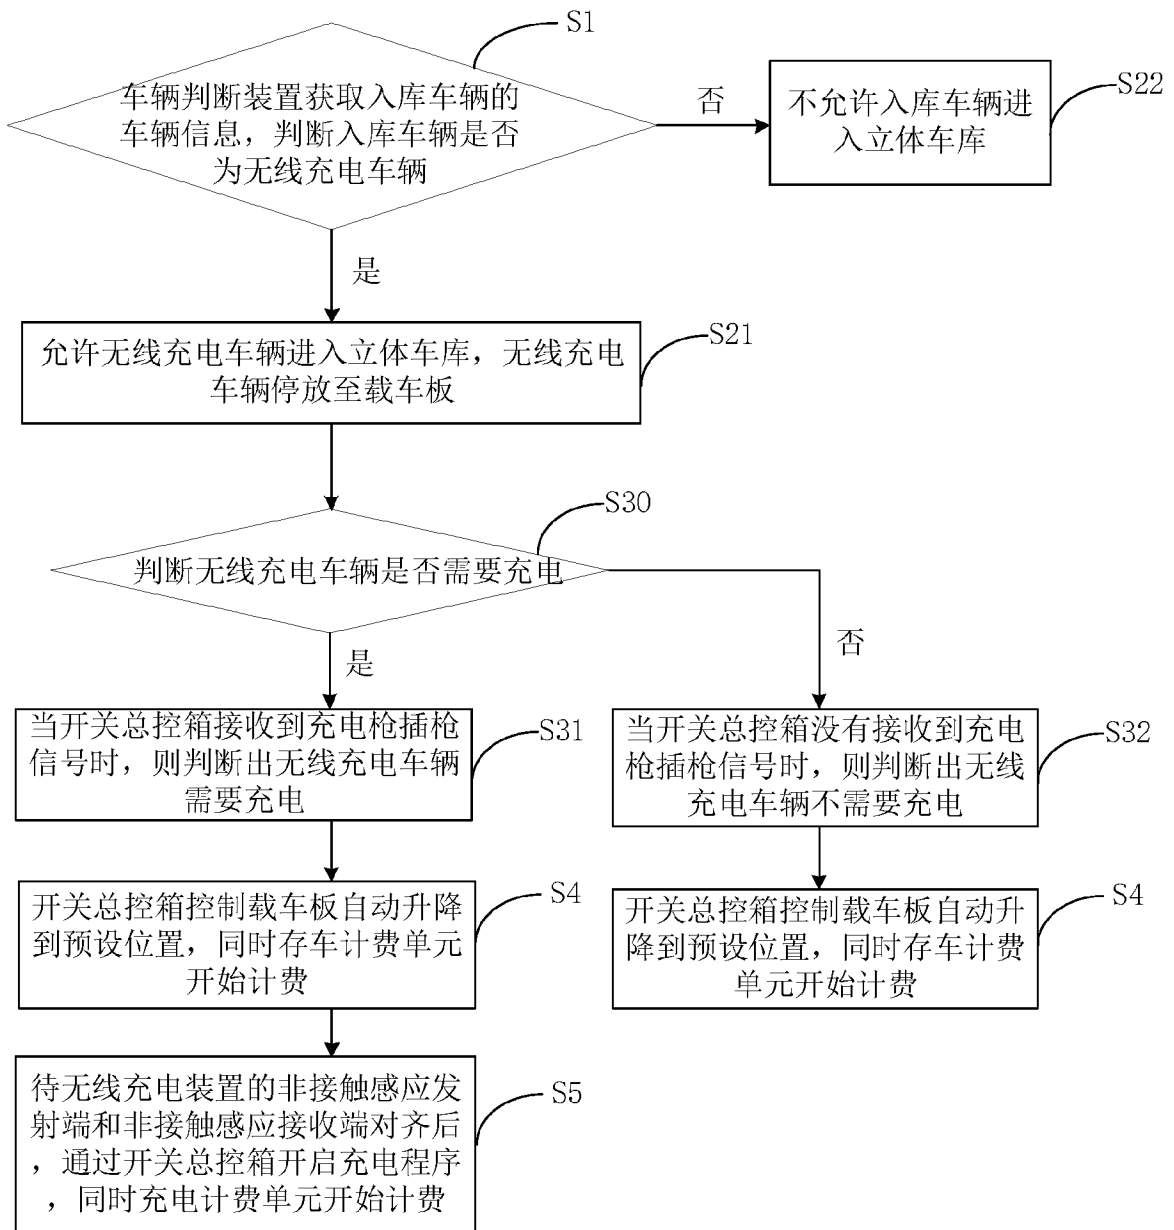 S1
车辆判断装置获取入库车辆的
车辆信息，判断入库车辆是否
为无线充电车辆
否
不允许入库车辆进
入立体车库
S22
是
允许无线充电车辆进入立体车库，无线充电
车辆停放至载车板
S21
S30
判断无线充电车辆是否需要充电
是
否
当开关总控箱接收到充电枪插枪
信号时，则判断出无线充电车辆
需要充电
S31
当开关总控箱没有接收到充电
枪插枪信号时，则判断出无线
充电车辆不需要充电
S32
开关总控箱控制载车板自动升降
到预设位置，同时存车计费单元
开始计费
S4
开关总控箱控制载车板自动升
降到预设位置，同时存车计费
单元开始计费
S4
待无线充电装置的非接触感应发
射端和非接触感应接收端对齐后
，通过开关总控箱开启充电程序
，同时充电计费单元开始计费
S5